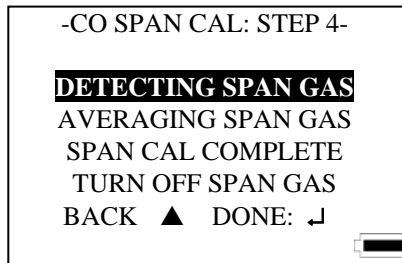 -CO SPAN CAL: STEP 4-
DETECTING SPAN GAS
AVERAGING SPAN GAS
SPAN CAL COMPLETE
TURN OFF SPAN GAS
BACK ▲ DONE: ↵